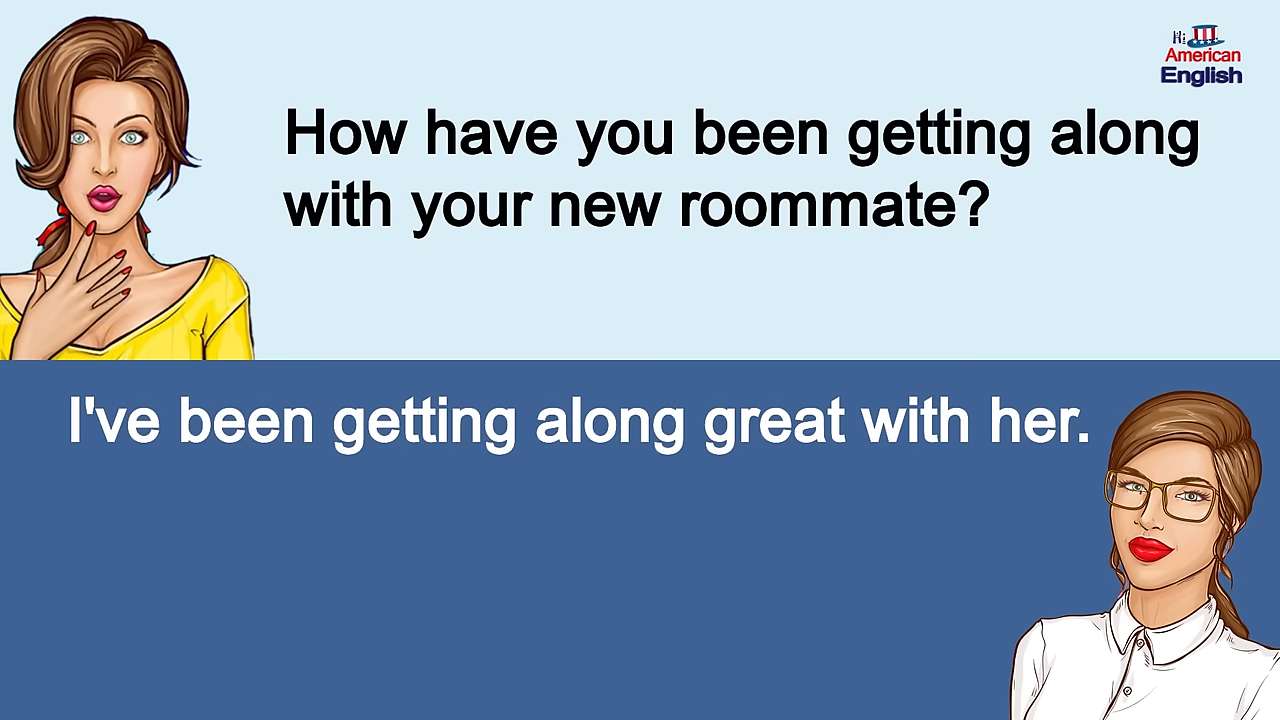 Hi
American
English
How have you been getting along
with your new roommate?
I've been getting along great with her.